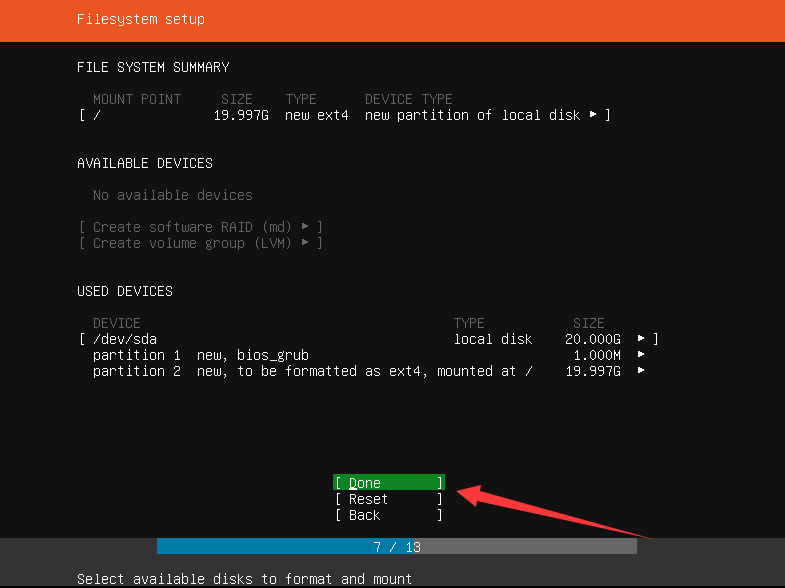 Filesystem setup
FILE SYSTEM SUMMARY
MOUNT POINT SIZE TYPE DEVICE TYPE
[ / 19.997G new ext4 new partition of local disk ▸ ]
AVAILABLE DEVICES
No available devices
[ Create software RAID (md) ▸ ]
[ Create volume group (LVM) ▸ ]
USED DEVICES
DEVICE TYPE SIZE
[ /dev/sda local disk 20.000G ▸ ]
partition 1 new, bios_grub 1.000M ▸
partition 2 new, to be formatted as ext4, mounted at / 19.997G ▸
[ Done ]
[ Reset ]
[ Back ]
7 / 13
Select available disks to format and mount